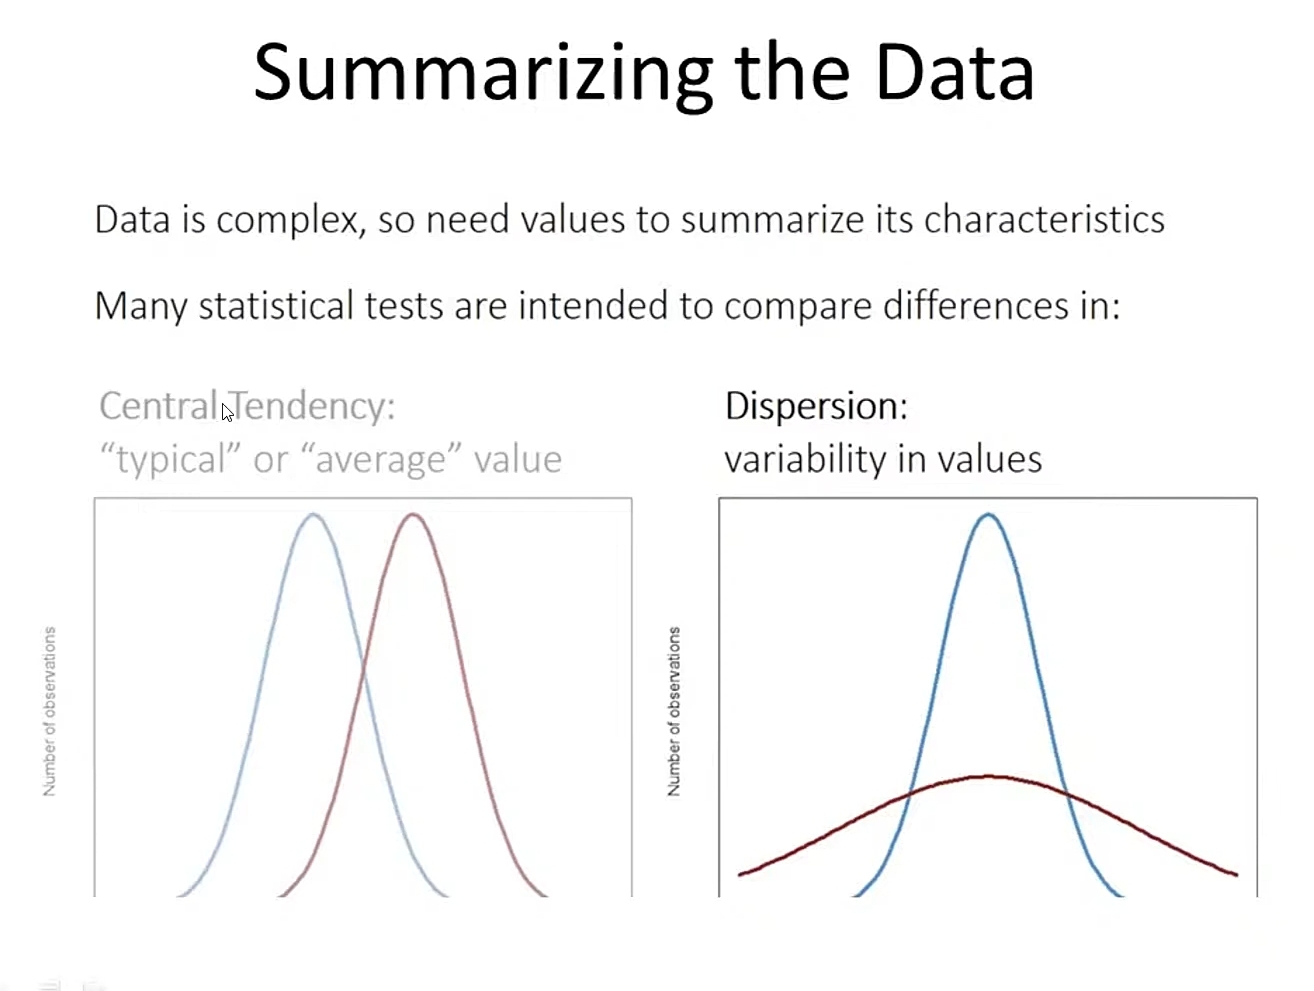 Summarizing the Data
Data is complex, so need values to summarize its characteristics
Many statistical tests are intended to compare differences in:
Central Tendency:
“typical” or “average” value
Number of observations
Dispersion:
variability in values
Number of observations